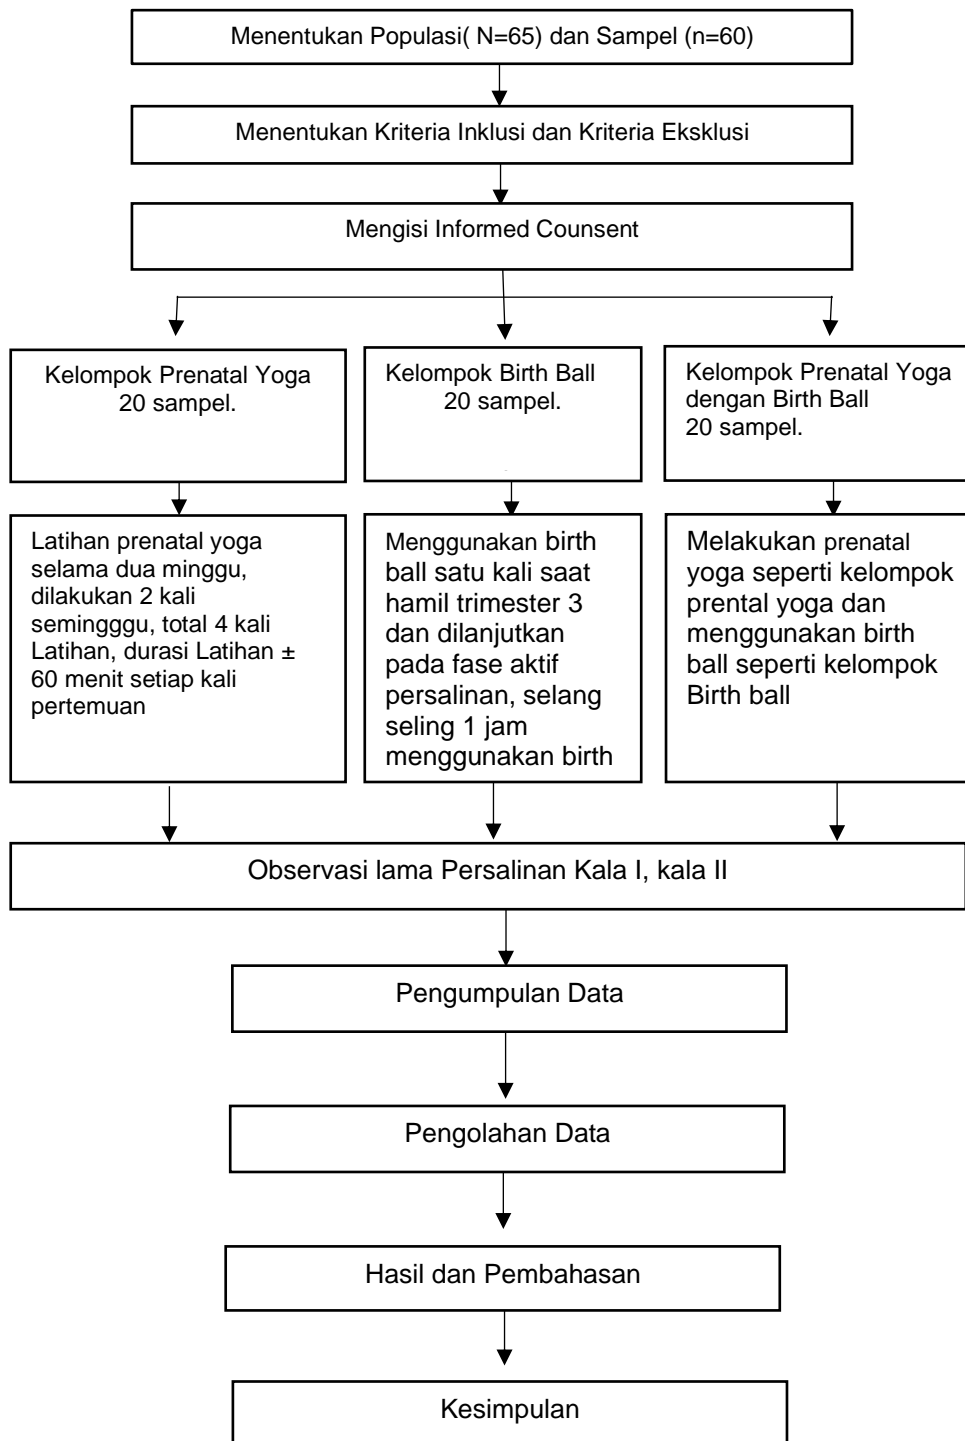 Menentukan Populasi( N=65) dan Sampel (n=60)
Menentukan Kriteria Inklusi dan Kriteria Eksklusi
Mengisi Informed Counsent
Kelompok Prenatal Yoga
20 sampel.
Kelompok Birth Ball
20 sampel.
Kelompok Prenatal Yoga
dengan Birth Ball
20 sampel.
Latihan prenatal yoga
selama dua minggu,
dilakukan 2 kali
semingggu, total 4 kali
Latihan, durasi Latihan ±
60 menit setiap kali
pertemuan
Menggunakan birth
ball satu kali saat
hamil trimester 3
dan dilanjutkan
pada fase aktif
persalinan, selang
seling 1 jam
menggunakan birth
Melakukan prenatal
yoga seperti kelompok
prental yoga dan
menggunakan birth
ball seperti kelompok
Birth ball
Observasi lama Persalinan Kala I, kala II
Pengumpulan Data
Pengolahan Data
Hasil dan Pembahasan
Kesimpulan